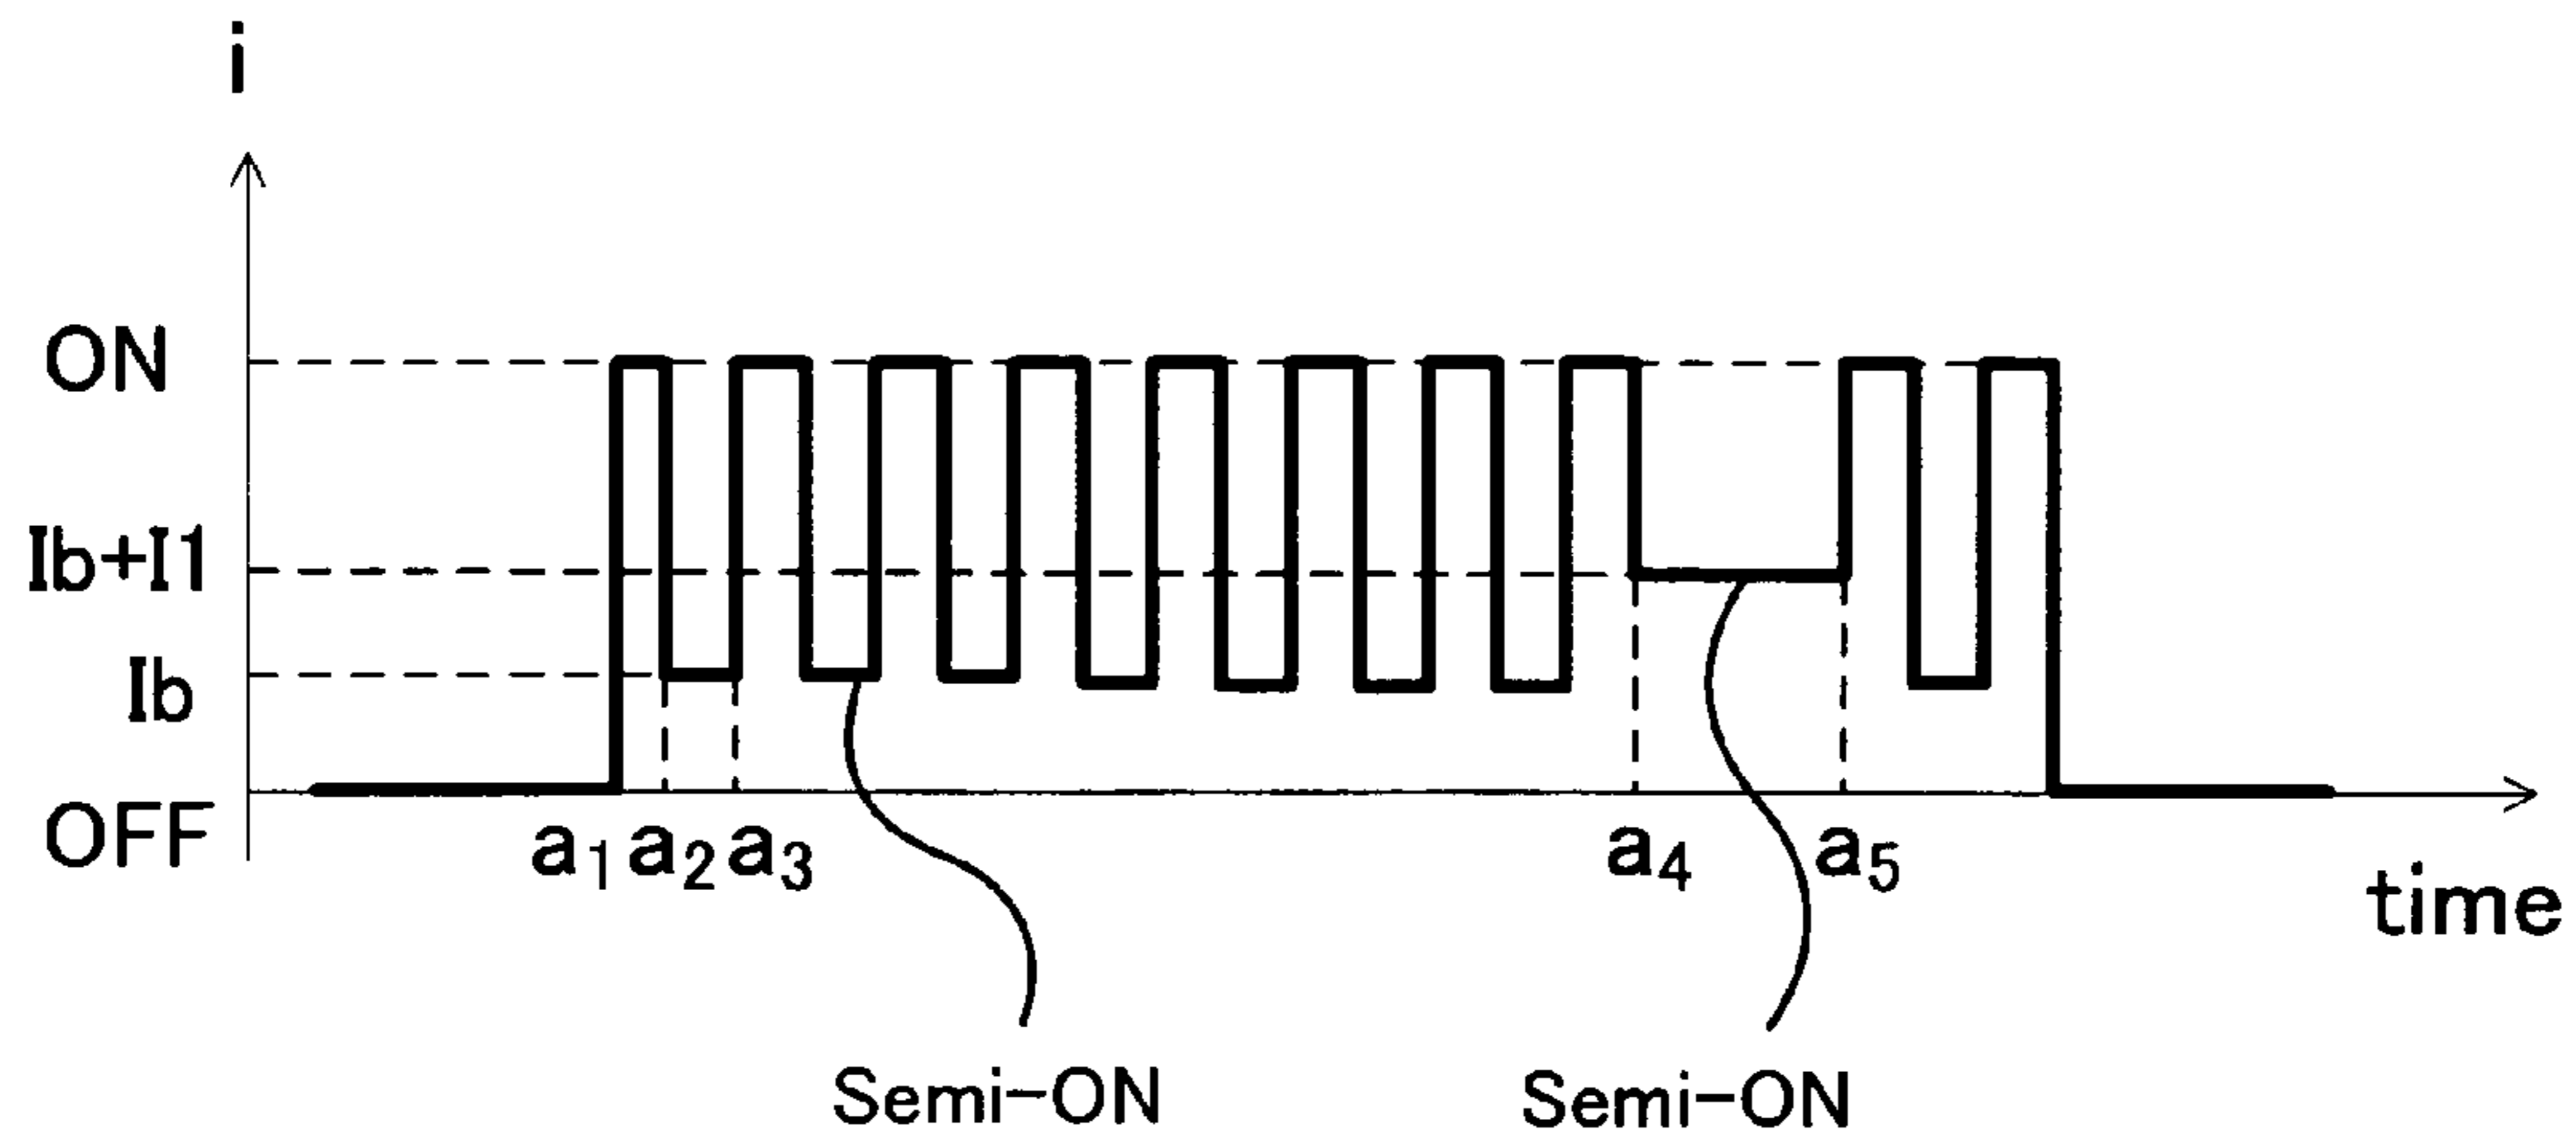 i
ON
Ib+I1
Ib
OFF
a1 a2 a3 a4 a5
time
Semi-ON Semi-ON